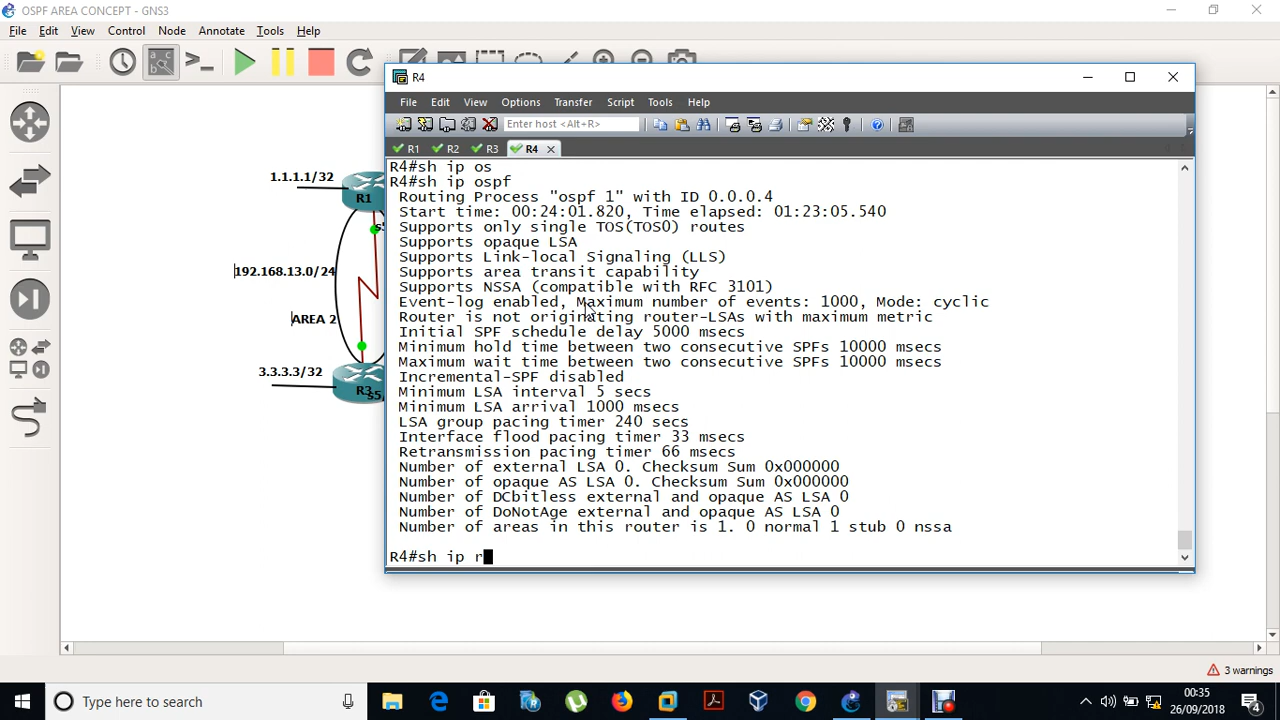 OSPF AREA CONCEPT - GNS3
File Edit View Control Node Annotate Tools Help
R4
File Edit View Options Transfer Script Tools Help
Enter host <Alt+R>
R1 R2 R3 R4
R4#sh ip os
R4#sh ip ospf
Routing Process "ospf 1" with ID 0.0.0.4
Start time: 00:24:01.820, Time elapsed: 01:23:05.540
Supports only single TOS(TOS0) routes
Supports opaque LSA
Supports Link-local Signaling (LLS)
Supports area transit capability
Supports NSSA (compatible with RFC 3101)
Event-log enabled, Maximum number of events: 1000, Mode: cyclic
Router is not originating router-LSAs with maximum metric
Initial SPF schedule delay 5000 msecs
Minimum hold time between two consecutive SPFs 10000 msecs
Maximum wait time between two consecutive SPFs 10000 msecs
Incremental-SPF disabled
Minimum LSA interval 5 secs
Minimum LSA arrival 1000 msecs
LSA group pacing timer 240 secs
Interface flood pacing timer 33 msecs
Retransmission pacing timer 66 msecs
Number of external LSA 0. Checksum Sum 0x000000
Number of opaque AS LSA 0. Checksum Sum 0x000000
Number of DCbitless external and opaque AS LSA 0
Number of DoNotAge external and opaque AS LSA 0
Number of areas in this router is 1. 0 normal 1 stub 0 nssa
R4#sh ip r
1.1.1.1/32
R1
192.168.13.0/24
AREA 2
3.3.3.3/32
R3
s5/
3 warnings
Type here to search
00:35
26/09/2018
4